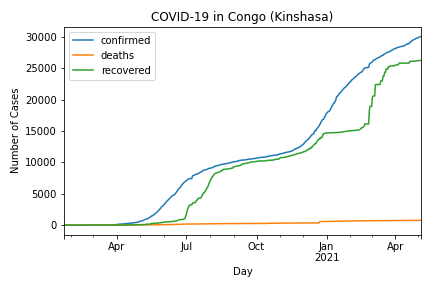 COVID-19 in Congo (Kinshasa)
confirmed
deaths
recovered
Number of Cases
30000
25000
20000
15000
10000
5000
0
Apr
Jul
Oct
Jan
2021
Apr
Day